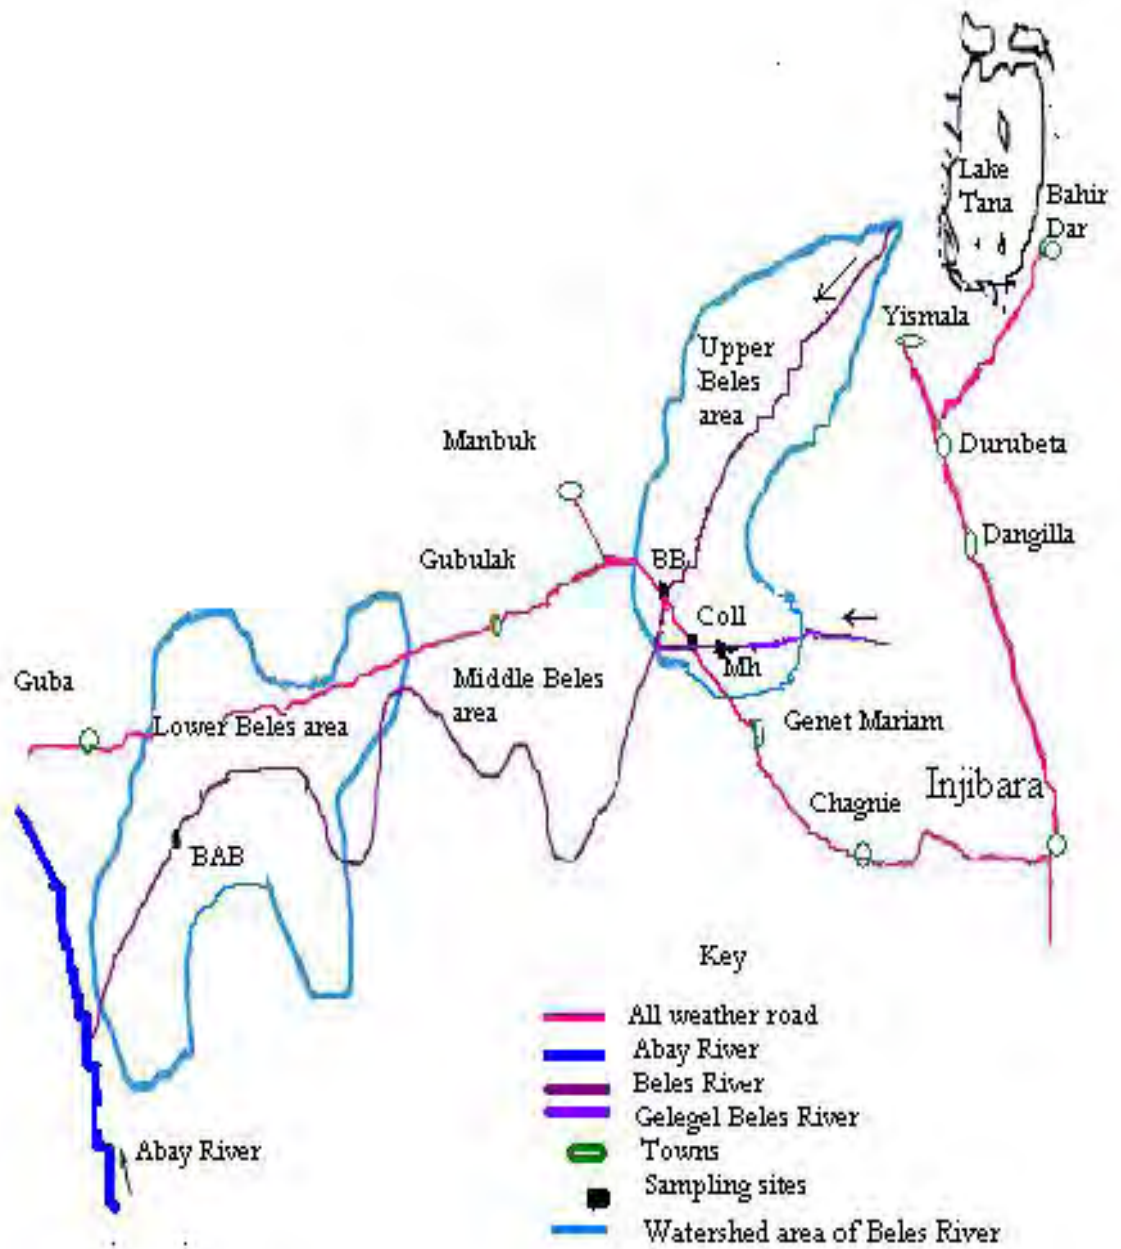 Lake
Tana
Bahir
Dar
Yismala
Upper
Beles
area
Manbuk
Durubeta
Dangilla
Gubulak
BB
Coll
Mh
Guba
Middle Beles
area
Lower Beles area
Genet Mariam
Injibara
Chagnie
BAB
Key
All weather road
Abay River
Beles River
Gelegel Beles River
Towns
Abay River
Sampling sites
Watershed area of Beles River